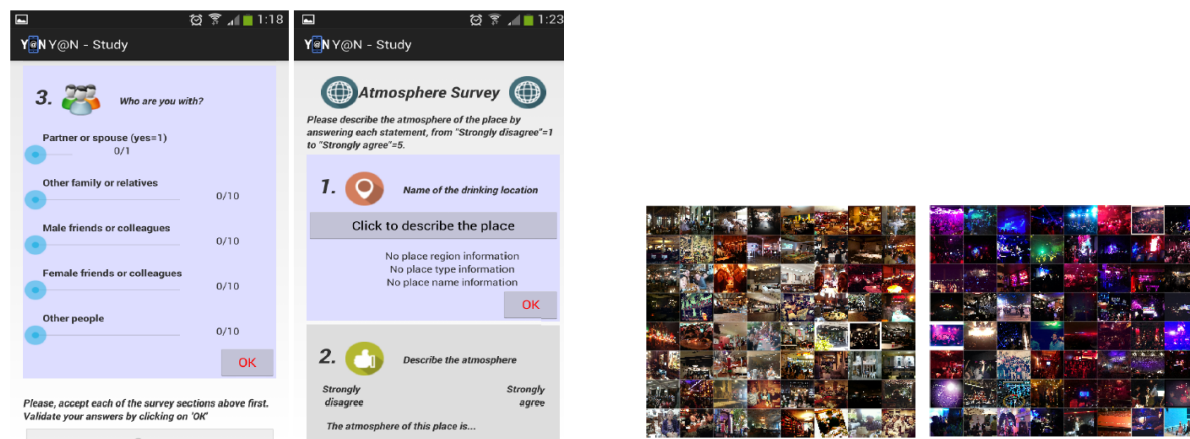 1:18
Y@N Y@N - Study
3.
Who are you with?
Partner or spouse (yes=1)
0/1
Other family or relatives
0/10
Male friends or colleagues
0/10
Female friends or colleagues
0/10
Other people
0/10
OK
Please, accept each of the survey sections above first.
Validate your answers by clicking on 'OK'
1:23
Y@N Y@N - Study
Atmosphere Survey
Please describe the atmosphere of the place by
answering each statement, from "Strongly disagree"=1
to "Strongly agree"=5.
1.
Name of the drinking location
Click to describe the place
No place region information
No place type information
No place name information
OK
2.
Describe the atmosphere
Strongly
disagree
Strongly
agree
The atmosphere of this place is...